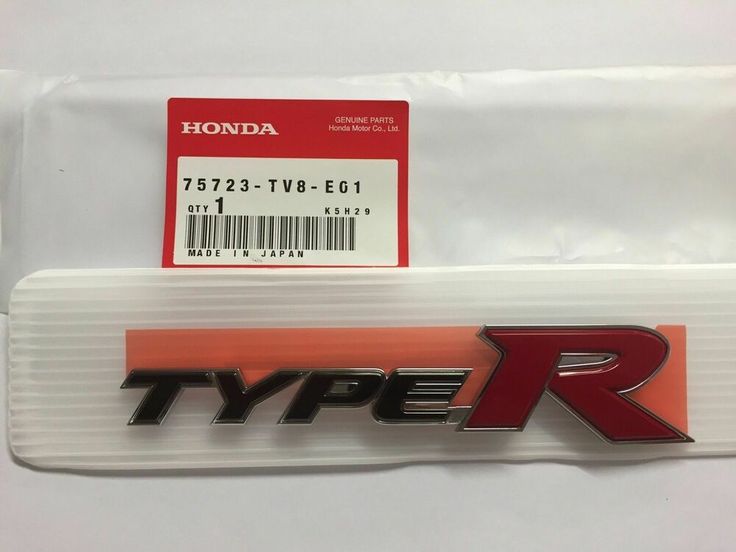 HONDA
GENUINE PARTS
Honda Motor Co., Ltd.
75723-TV8-E01
QTY 1
K5H29
MADE IN JAPAN
TYPE R